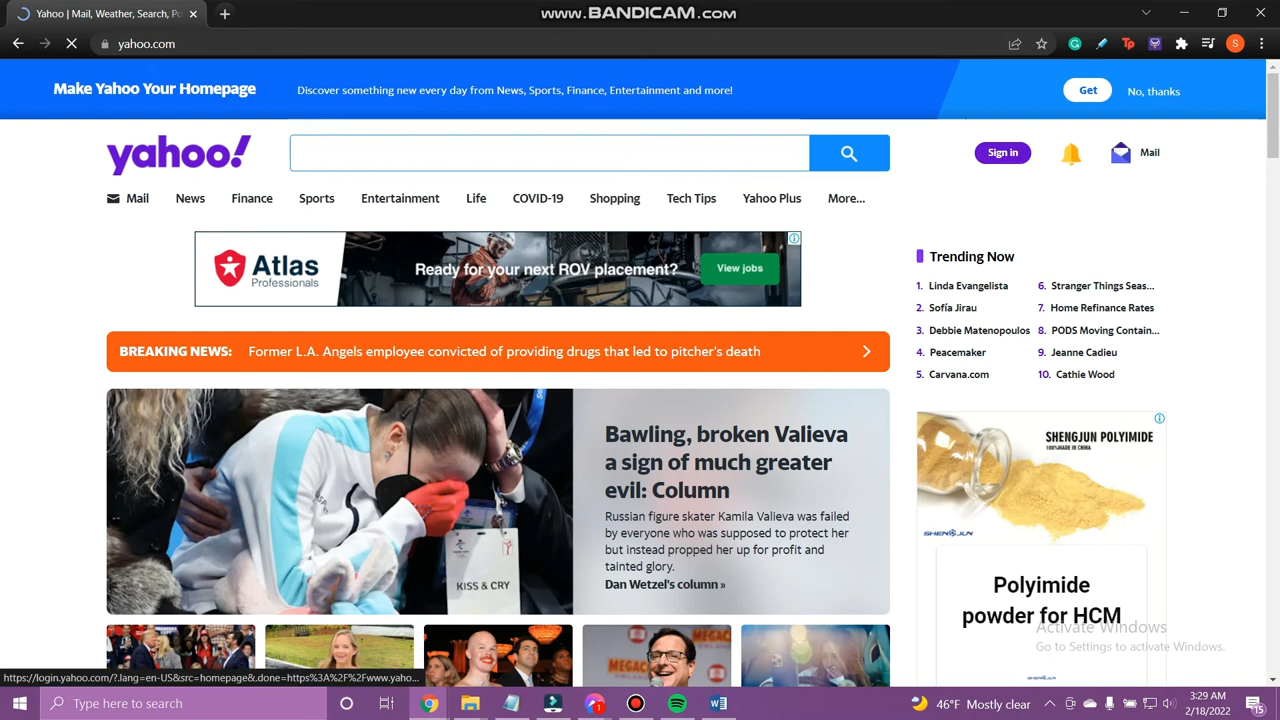 Yahoo | Mail, Weather, Search, Po
www.BANDICAM.com
yahoo.com
Make Yahoo Your Homepage
Discover something new every day from News, Sports, Finance, Entertainment and more!
Get
No, thanks
yahoo!
Sign in
Mail
Mail
News
Finance
Sports
Entertainment
Life
COVID-19
Shopping
Tech Tips
Yahoo Plus
More...
Atlas
Professionals
Ready for your next ROV placement?
View jobs
Trending Now
1. Linda Evangelista
2. Sofía Jirau
3. Debbie Matenopoulos
4. Peacemaker
5. Carvana.com
6. Stranger Things Seas...
7. Home Refinance Rates
8. PODS Moving Contain...
9. Jeanne Cadieu
10. Cathie Wood
BREAKING NEWS: Former L.A. Angels employee convicted of providing drugs that led to pitcher's death
KISS & CRY
Bawling, broken Valieva
a sign of much greater
evil: Column
Russian figure skater Kamila Valieva was failed
by everyone who was supposed to protect her
but instead propped her up for profit and
tainted glory.
Dan Wetzel's column »
SHENGJUN POLYIMIDE
100%MADE IN CHINA
SHENGJUN
Polyimide
powder for HCM
Activate Windows
Go to Settings to activate Windows.
https://login.yahoo.com/?.lang=en-US&src=homepage&.done=https%3A%2F%2Fwww.yaho...
Type here to search
46°F Mostly clear
3:29 AM
2/18/2022
15